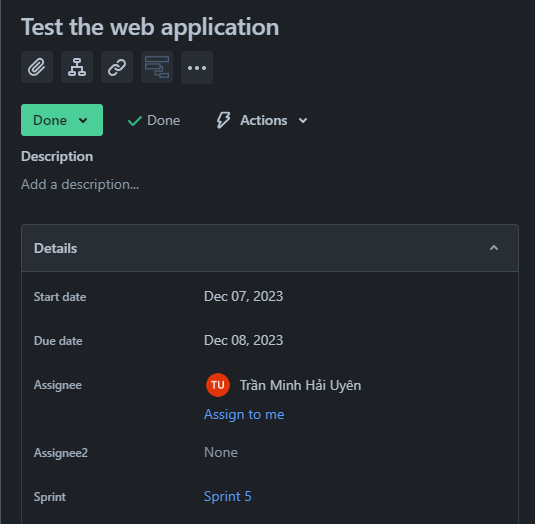 Test the web application
Done
Done
Actions
Description
Add a description...
Details
Start date
Dec 07, 2023
Due date
Dec 08, 2023
Assignee
TU
Trần Minh Hải Uyên
Assign to me
Assignee2
None
Sprint
Sprint 5